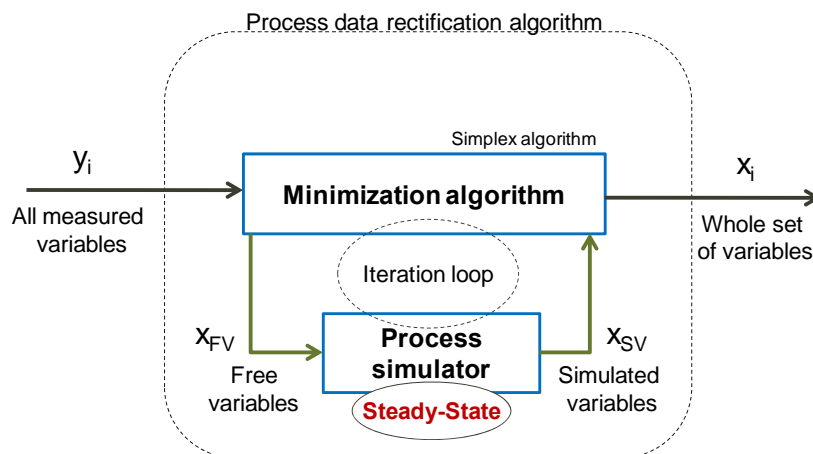 Process data rectification algorithm
Simplex algorithm
yi
Minimization algorithm
xi
All measured
variables
Whole set
of variables
Iteration loop
xFV
Process
simulator
xSV
Free
variables
Simulated
variables
Steady-State